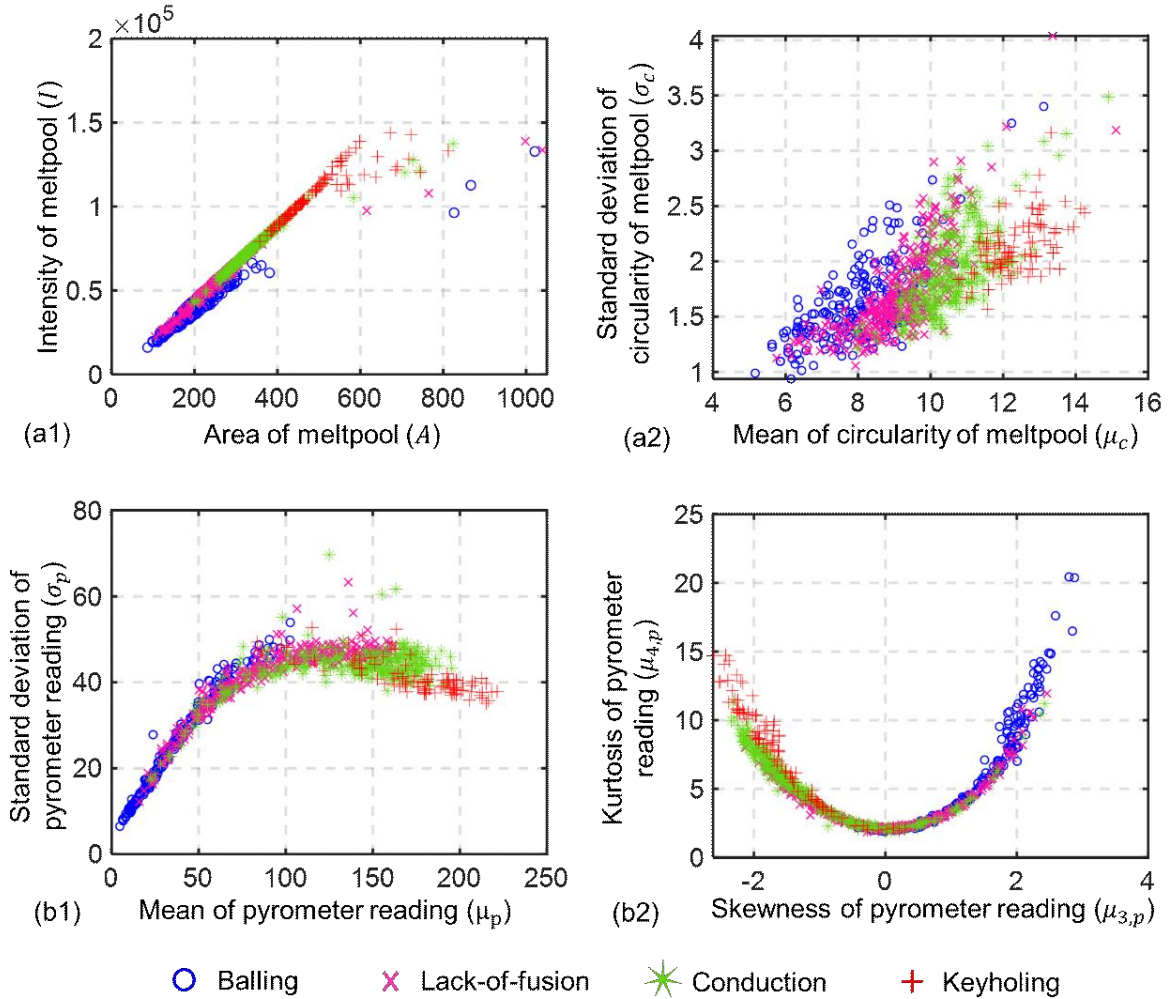 ×10⁵
2
1.5
1
0.5
0
0 200 400 600 800 1000
Intensity of meltpool (I)
(a1) Area of meltpool (A)
4
3.5
3
2.5
2
1.5
1
4 6 8 10 12 14 16
Standard deviation of
circularity of meltpool (σc)
(a2) Mean of circularity of meltpool (μc)
80
60
40
20
0
0 50 100 150 200 250
Standard deviation of
pyrometer reading (σp)
(b1) Mean of pyrometer reading (μp)
25
20
15
10
5
0
-2 0 2 4
Kurtosis of pyrometer
reading (μ4,p)
(b2) Skewness of pyrometer reading (μ3,p)
Balling Lack-of-fusion Conduction Keyholing